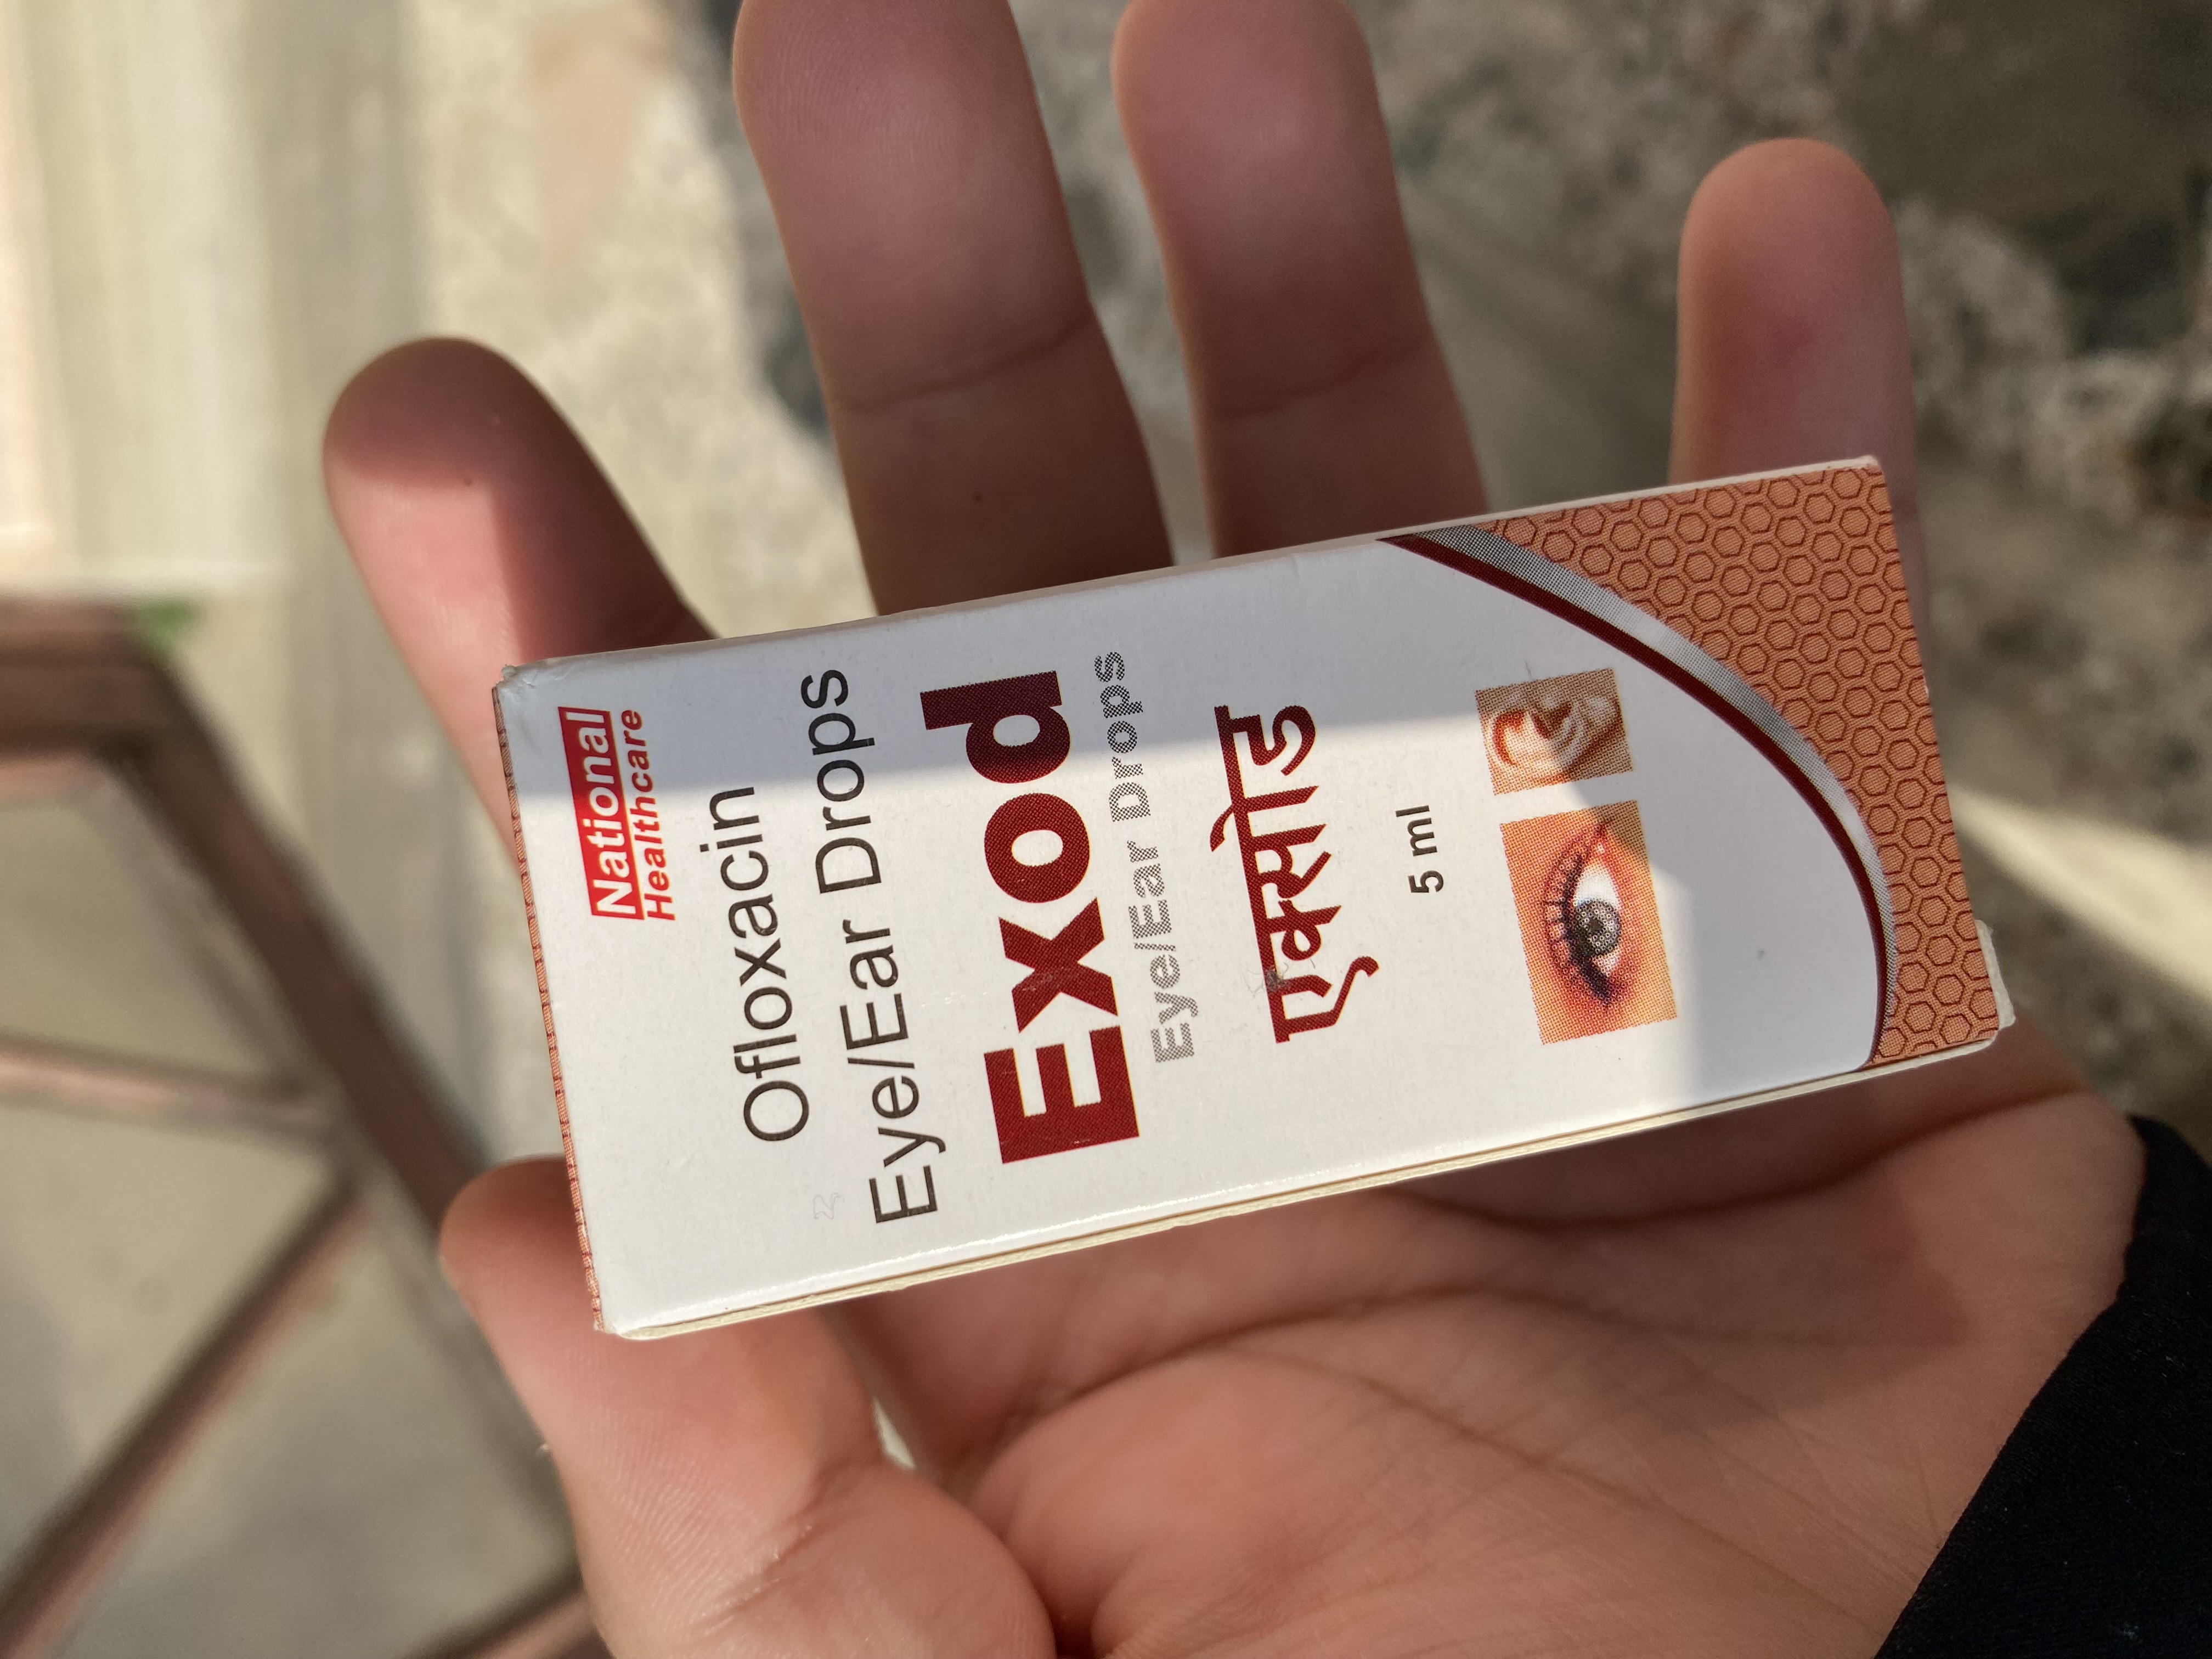 National
Healthcare
Ofloxacin
Eye/Ear Drops
Exod
Eye/Ear Drops
एक्सोड
5 ml